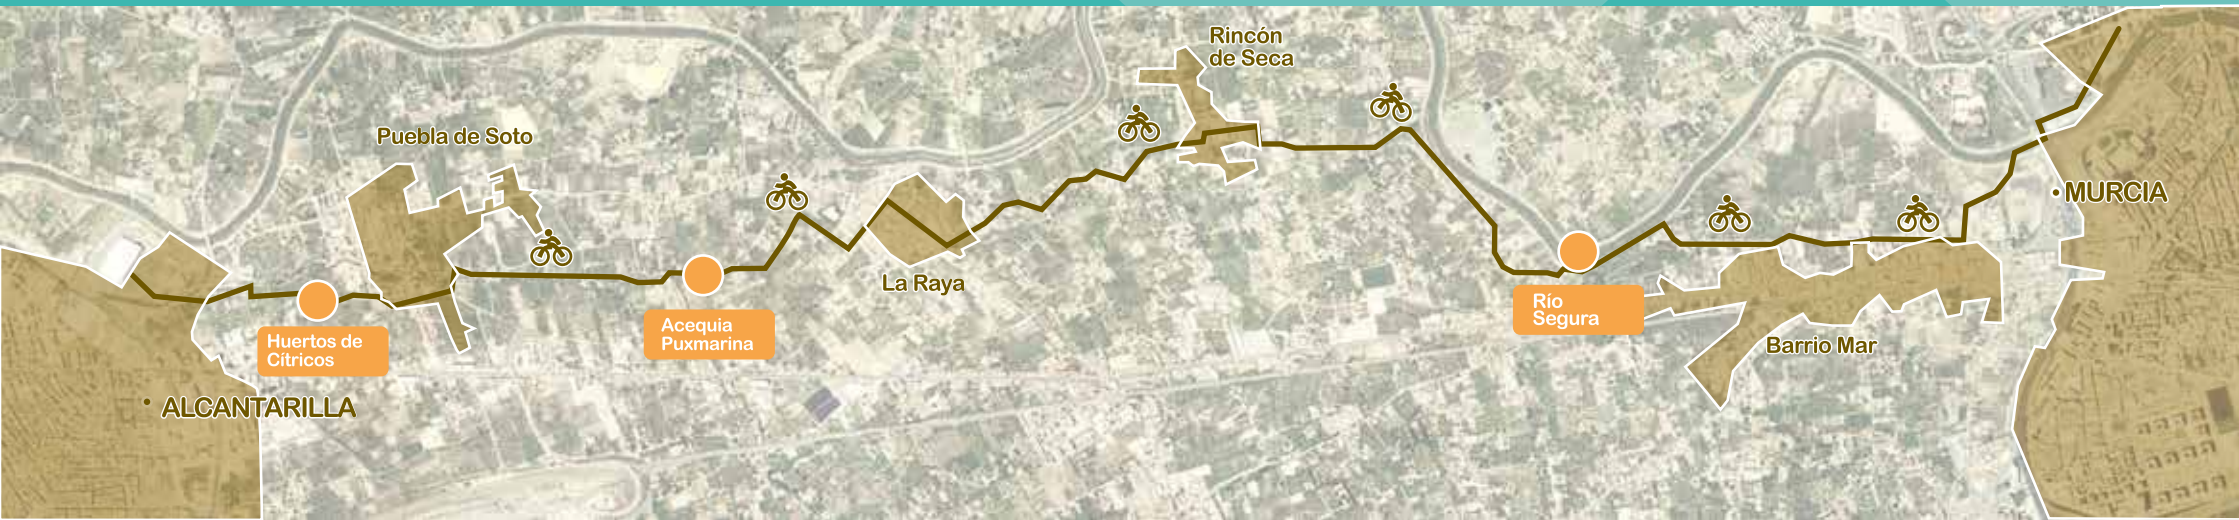 Rincón
de Seca
Puebla de Soto
MURCIA
La Raya
Río
Segura
Acequia
Puxmarina
Huertos de
Cítricos
Barrio Mar
ALCANTARILLA